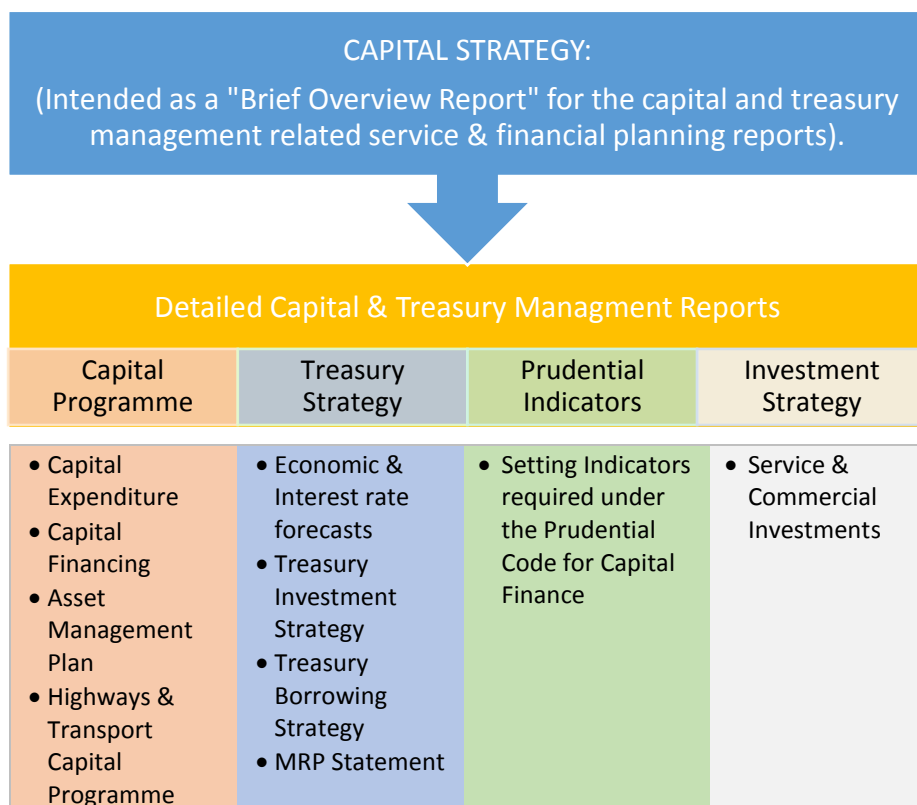 CAPITAL STRATEGY:
(Intended as a "Brief Overview Report" for the capital and treasury
management related service & financial planning reports).
Detailed Capital & Treasury Managment Reports
Capital
Programme
Treasury
Strategy
Prudential
Indicators
Investment
Strategy
• Capital
Expenditure
• Capital
Financing
• Asset
Management
Plan
• Highways &
Transport
Capital
Programme
• Economic &
Interest rate
forecasts
• Treasury
Investment
Strategy
• Treasury
Borrowing
Strategy
• MRP Statement
• Setting Indicators
required under
the Prudential
Code for Capital
Finance
• Service &
Commercial
Investments